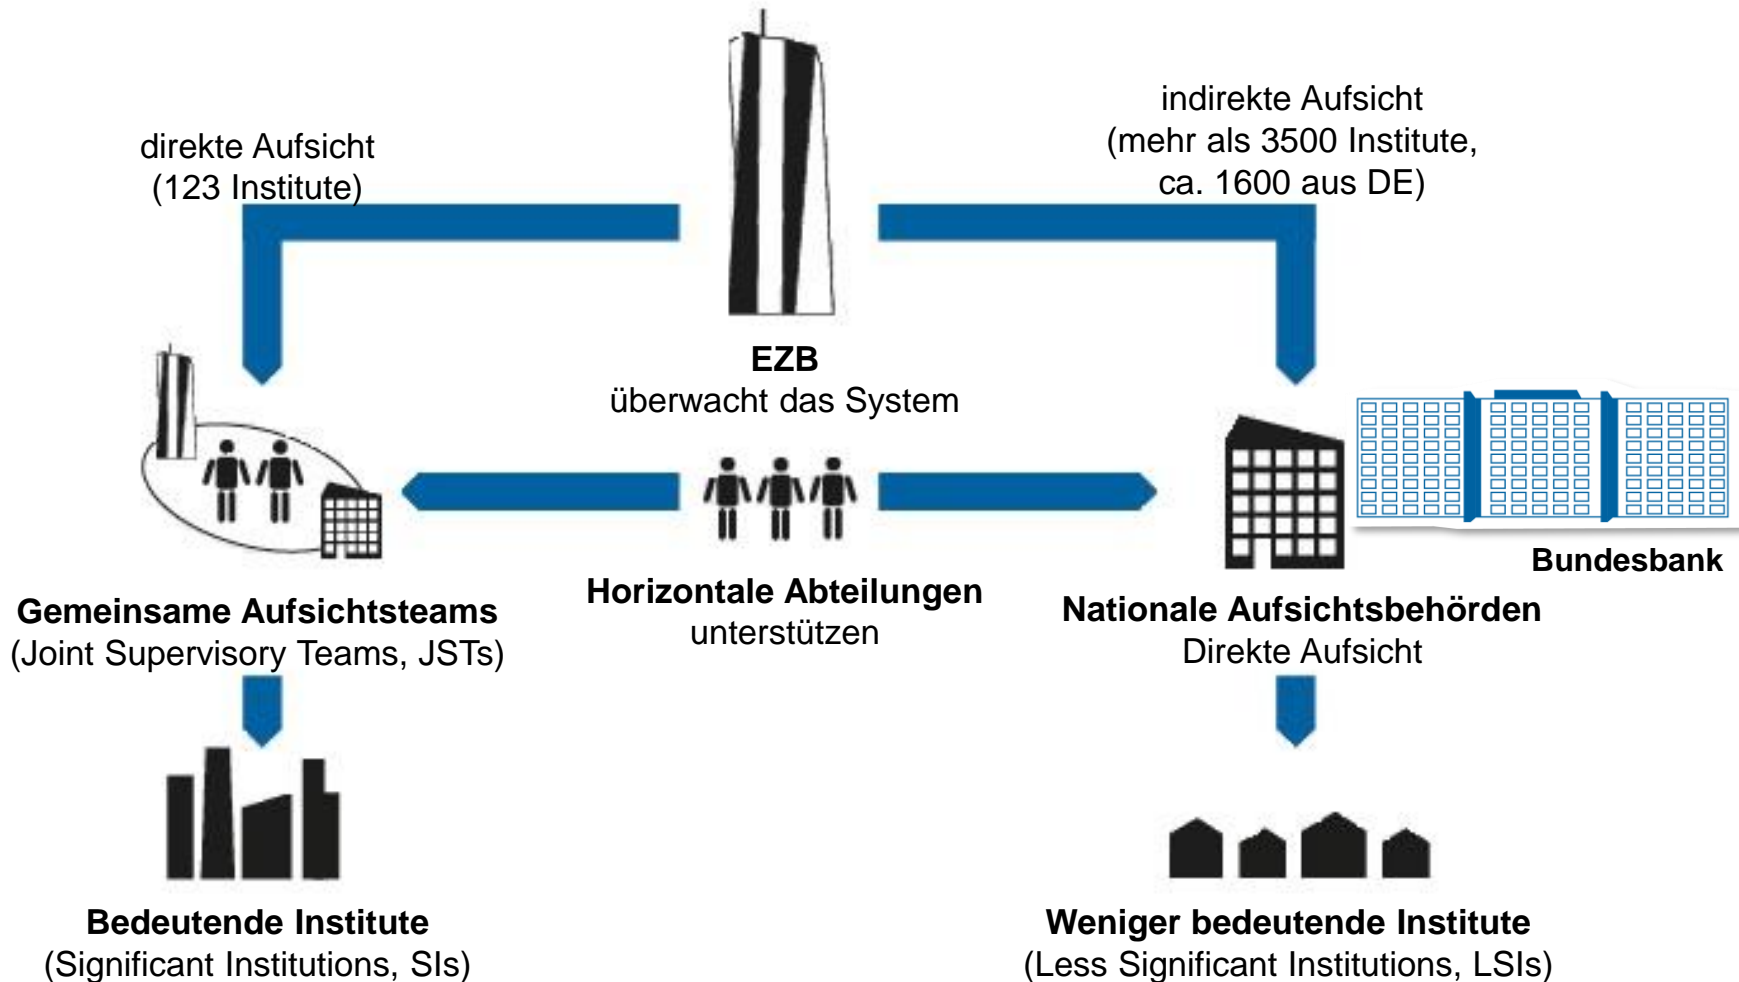 direkte Aufsicht
(123 Institute)
indirekte Aufsicht
(mehr als 3500 Institute,
ca. 1600 aus DE)
EZB
überwacht das System
Bundesbank
Gemeinsame Aufsichtsteams
(Joint Supervisory Teams, JSTs)
Horizontale Abteilungen
unterstützen
Nationale Aufsichtsbehörden
Direkte Aufsicht
Bedeutende Institute
(Significant Institutions, SIs)
Weniger bedeutende Institute
(Less Significant Institutions, LSIs)